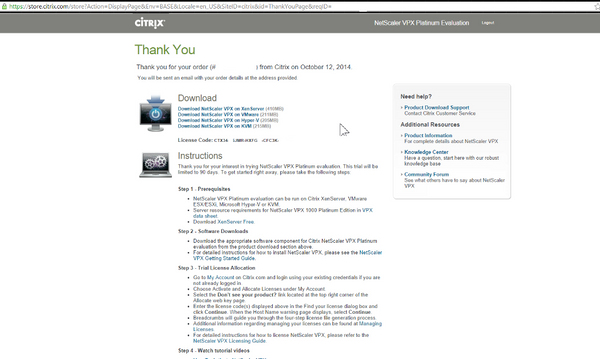 https://store.citrix.com/store?Action=DisplayPage&Env=BASE&Locale=en_US&SiteID=citrix&id=ThankYouPage&reqID=
CITRIX
NetScaler VPX Platinum Evaluation
Logout
Thank You
Thank you for your order (# ) from Citrix on October 12, 2014.
You will be sent an email with your order details at the address provided
Download
Download NetScaler VPX on XenServer
Download NetScaler VPX on VMware
Download NetScaler VPX on Hyper-V
Download NetScaler VPX on KVM
License Code:
Instructions
Thank you for your interest in trying NetScaler VPX Platinum evaluation. This trial will
be limited to 90 days. To get started right away, please take the following steps
Step 1 - Prerequisites
• NetScaler VPX Platinum evaluation can be run on Citrix XenServer, VMware
ESX/ESXi, Microsoft Hyper-V or KVM.
• Server resource requirements for NetScaler VPX 1000 Platinum Edition in VPX
data sheet.
• Download XenServer Free.
Step 2 - Software Downloads
• Download the appropriate software component for Citrix NetScaler VPX Platinum
evaluation from the product download section above.
• For detailed instructions for how to install NetScaler VPX, please see the NetScaler
VPX Getting Started Guide.
Step 3 - Trial License Allocation
• Go to My Account on Citrix.com and login using your existing credentials if you are
not already logged in
• Choose Activate and Allocate Licenses under My Account
• Select the Don't see your product? link located at the top right corner of the
Allocate web key page.
• Enter the license code(s) displayed above in the Find your license dialog box and
click Continue. When the Host Name warning page displays, select Continue.
• Breadcrumbs will guide you through the four-step license file generation process
• Additional information regarding managing your licenses can be found at Managing
Licenses
• For detailed instructions for how to license NetScaler VPX, please refer to the
NetScaler VPX Licensing Guide.
Step 4 - Watch tutorial videos
Need help?
Product Download Support
Contact Citrix Customer Service
Additional Resources
Product Information
For complete details about NetScaler VPX
Knowledge Center
Have a question, start here with our robust
knowledge base
Community Forum
See what others have to say about NetScaler
VPX